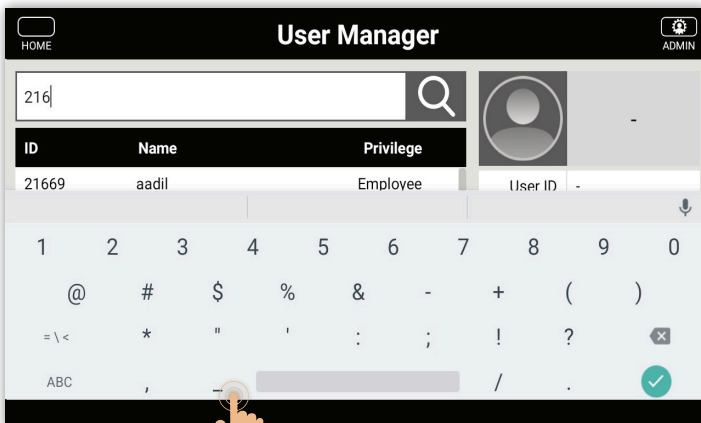 User Manager
HOME
ADMIN
216
-
ID Name Privilege
21669 aadil Employee
User ID -
1 2 3 4 5 6 7 8 9 0
@ # $ % & - + ( )
= \ < * " ' : ; ! ?
ABC , _ / .